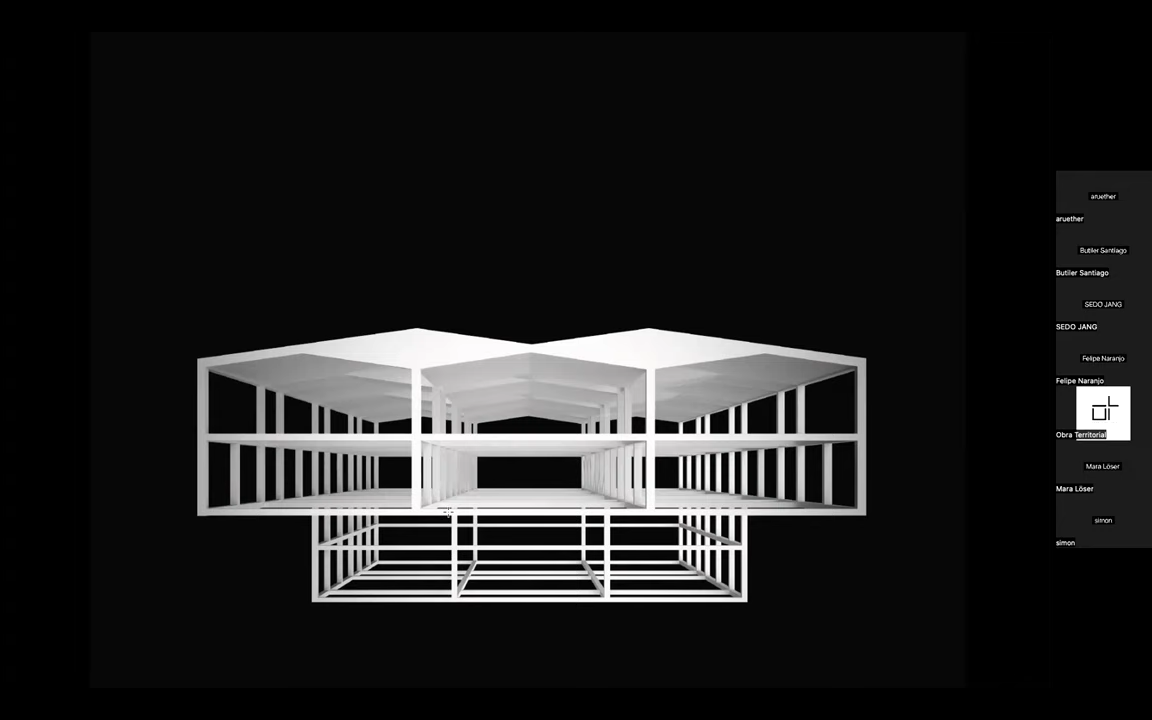 aruether
aruether
Butiler Santiago
Butiler Santiago
SEDO JANG
SEDO JANG
Felipe Naranjo
Felipe Naranjo
Obra Territorial
Mara Löser
Mara Löser
simon
simon